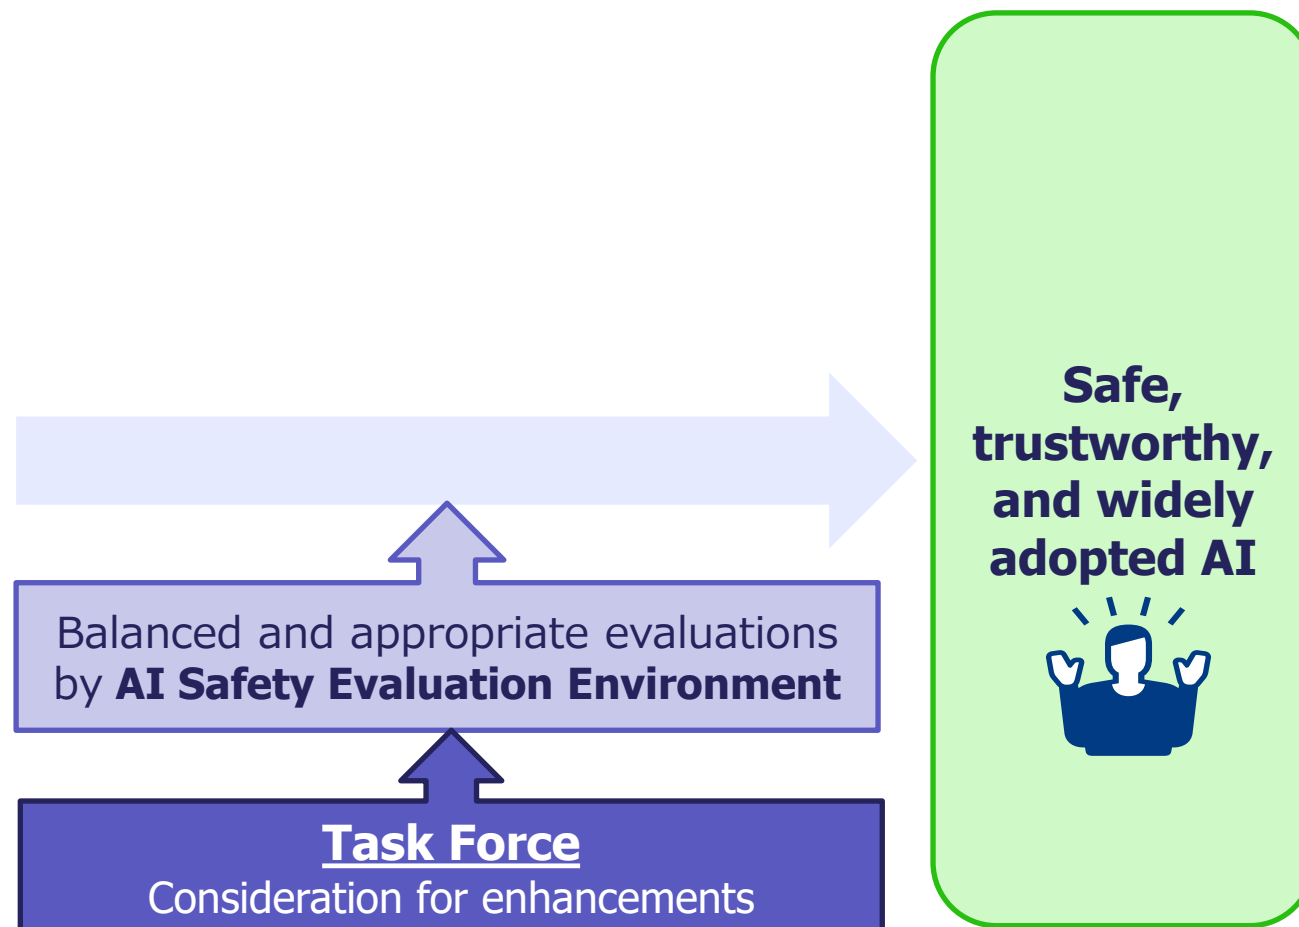 Safe,
trustworthy,
and widely
adopted AI
Balanced and appropriate evaluations
by AI Safety Evaluation Environment
Task Force
Consideration for enhancements